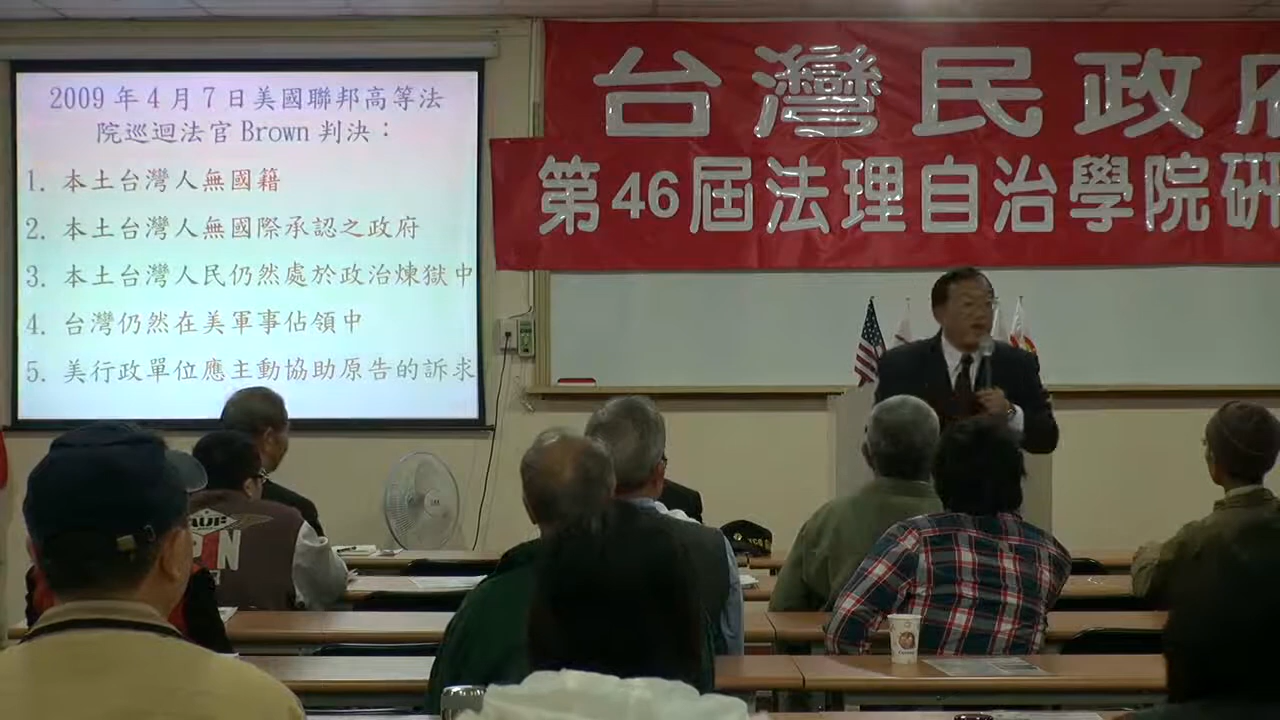 2009 年 4 月 7 日美國聯邦高等法
院巡迴法官 Brown 判決：
1. 本土台灣人無國籍
2. 本土台灣人無國際承認之政府
3. 本土台灣人民仍然處於政治煉獄中
4. 台灣仍然在美軍事佔領中
5. 美行政單位應主動協助原告的訴求
台灣民政府
第46屆法理自治學院研